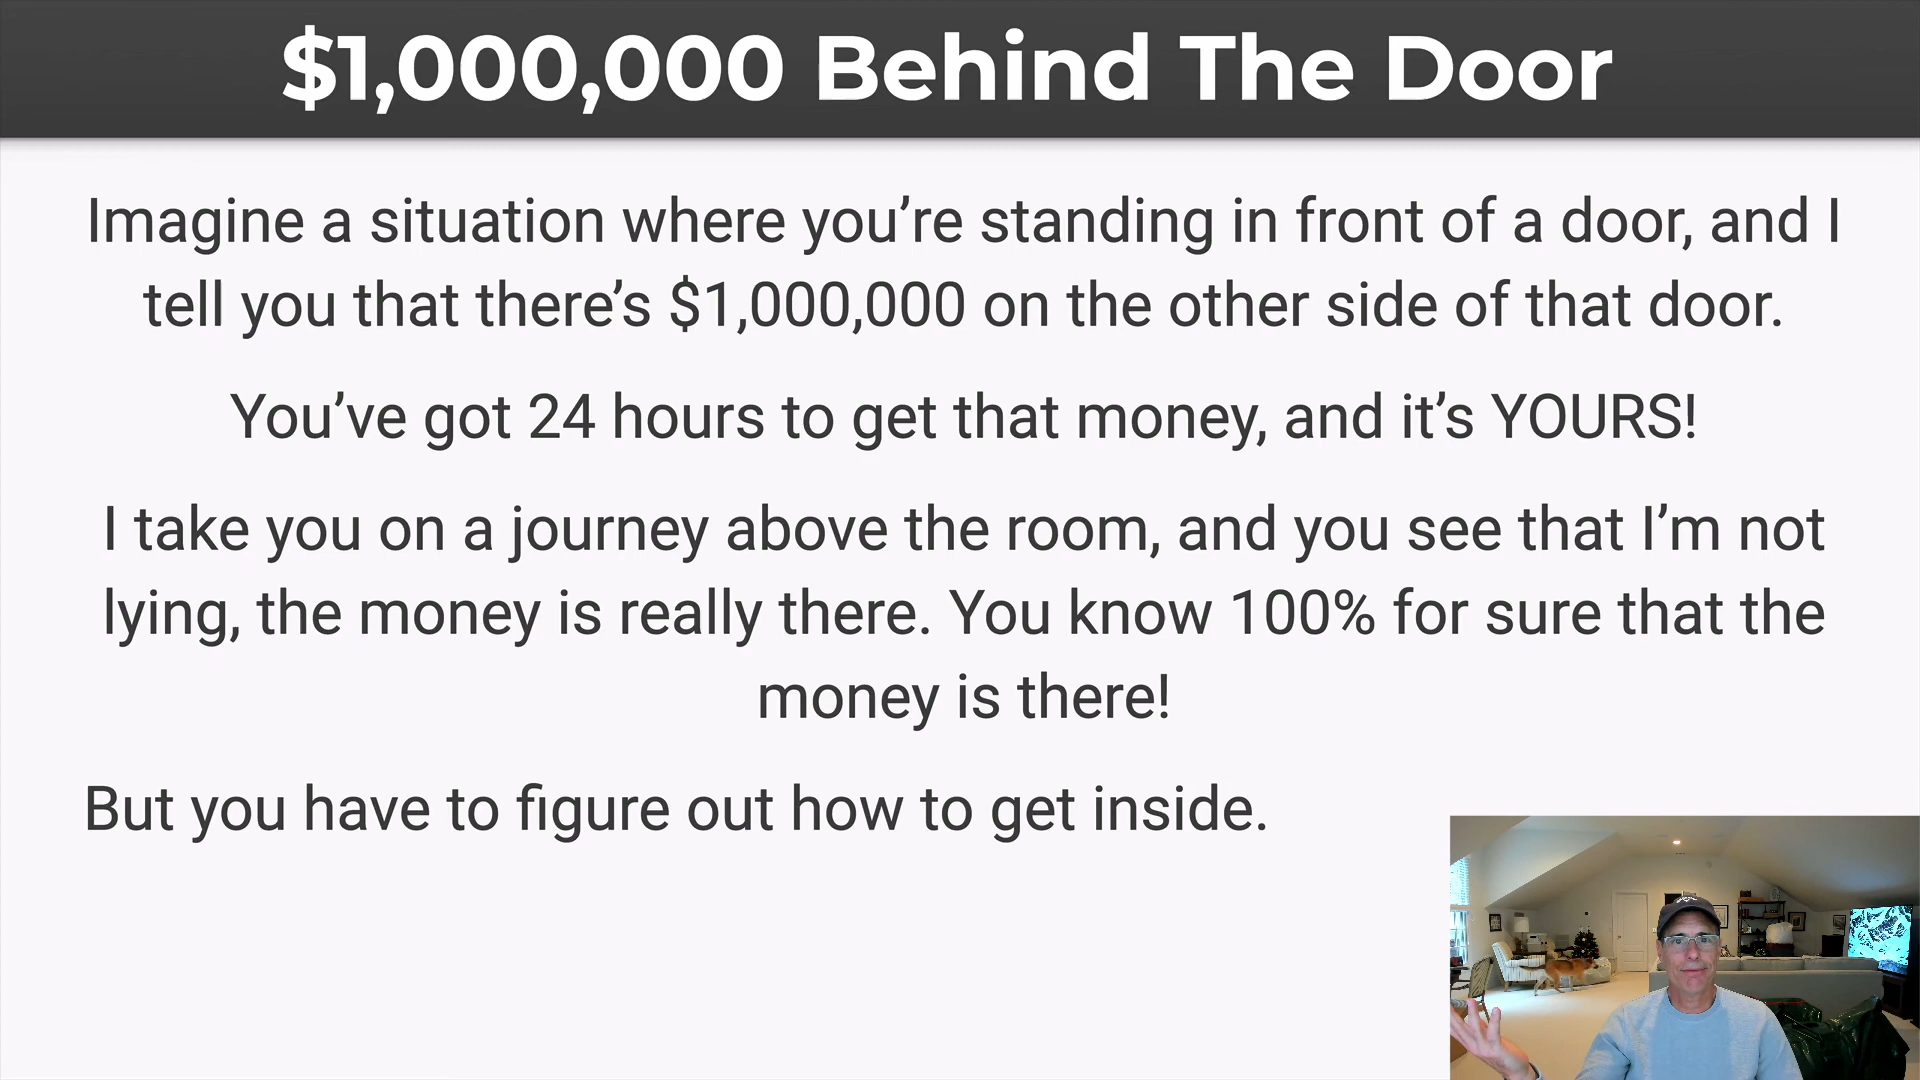 $1,000,000 Behind The Door
Imagine a situation where you’re standing in front of a door, and I
tell you that there’s $1,000,000 on the other side of that door.
You’ve got 24 hours to get that money, and it’s YOURS!
I take you on a journey above the room, and you see that I’m not
lying, the money is really there. You know 100% for sure that the
money is there!
But you have to figure out how to get inside.